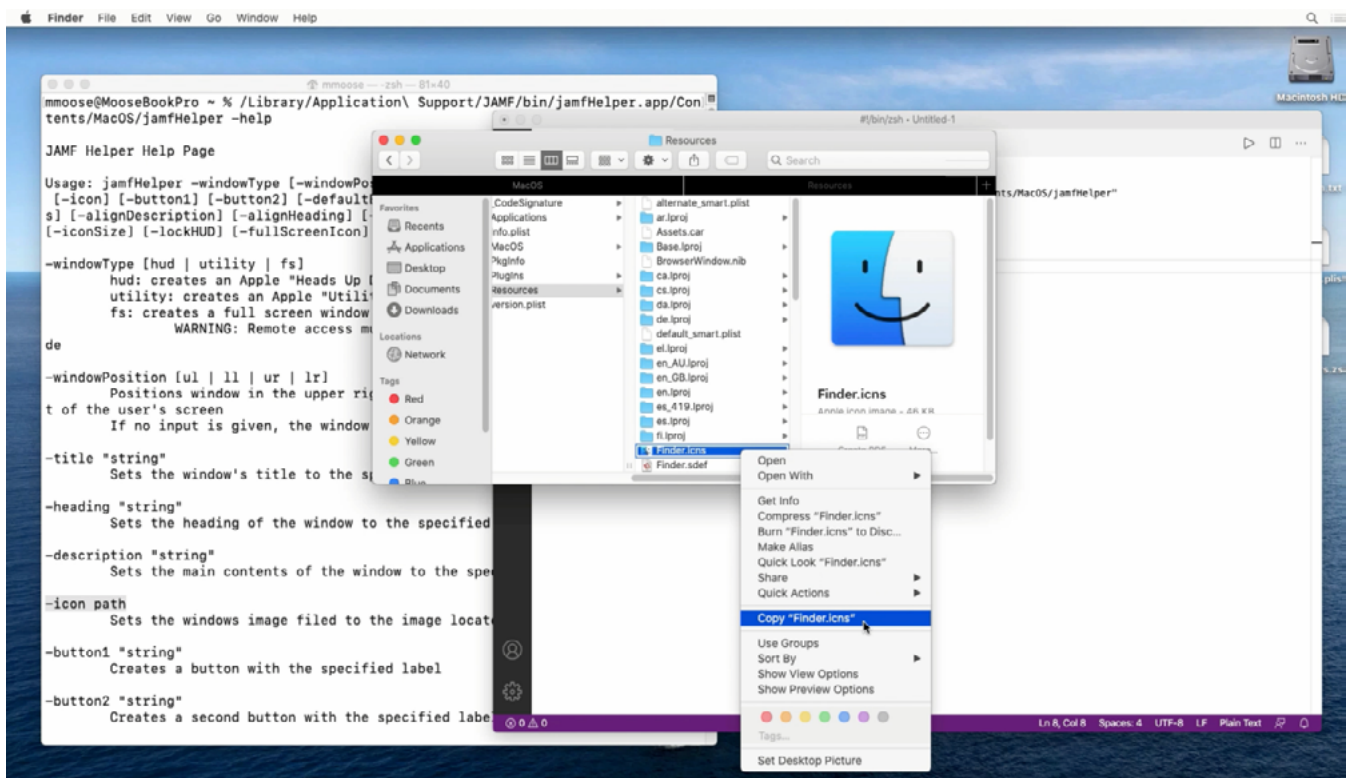 Finder File Edit View Go Window Help
Macintosh HD
mmoose — -zsh — 81×40
mmoose@MooseBookPro ~ % /Library/Application\ Support/JAMF/bin/jamfHelper.app/Con
tents/MacOS/jamfHelper -help
JAMF Helper Help Page
Usage: jamfHelper -windowType [-windowPo
[-icon] [-button1] [-button2] [-default
s] [-alignDescription] [-alignHeading] [-
[-iconSize] [-lockHUD] [-fullScreenIcon]
-windowType [hud | utility | fs]
hud: creates an Apple "Heads Up
utility: creates an Apple "Utili
fs: creates a full screen window
WARNING: Remote access mu
de
-windowPosition [ul | ll | ur | lr]
Positions window in the upper rig
t of the user's screen
If no input is given, the window
-title "string"
Sets the window's title to the sp
-heading "string"
Sets the heading of the window to the specified
-description "string"
Sets the main contents of the window to the spe
-icon path
Sets the windows image filed to the image locat
-button1 "string"
Creates a button with the specified label
-button2 "string"
Creates a second button with the specified labe
#!/bin/zsh • Untitled-1
nts/MacOS/jamfHelper"
Resources
Search
MacOS
Resources
Favorites
Recents
Applications
Desktop
Documents
Downloads
Locations
Network
Tags
Red
Orange
Yellow
Green
Blue
_CodeSignature
Applications
nfo.plist
MacOS
PkgInfo
PlugIns
Resources
version.plist
alternate_smart.plist
ar.lproj
Assets.car
Base.lproj
BrowserWindow.nib
ca.lproj
cs.lproj
da.lproj
de.lproj
default_smart.plist
el.lproj
en_AU.lproj
en_GB.lproj
en.lproj
es_419.lproj
es.lproj
fi.lproj
Finder.icns
Finder.sdef
Finder.icns
Apple icon image - 46 KB
Open
Open With
Get Info
Compress "Finder.icns"
Burn "Finder.icns" to Disc...
Make Alias
Quick Look "Finder.icns"
Share
Quick Actions
Copy "Finder.icns"
Use Groups
Sort By
Show View Options
Show Preview Options
Tags...
Set Desktop Picture
0 0
Ln 8, Col 8 Spaces: 4 UTF-8 LF Plain Text